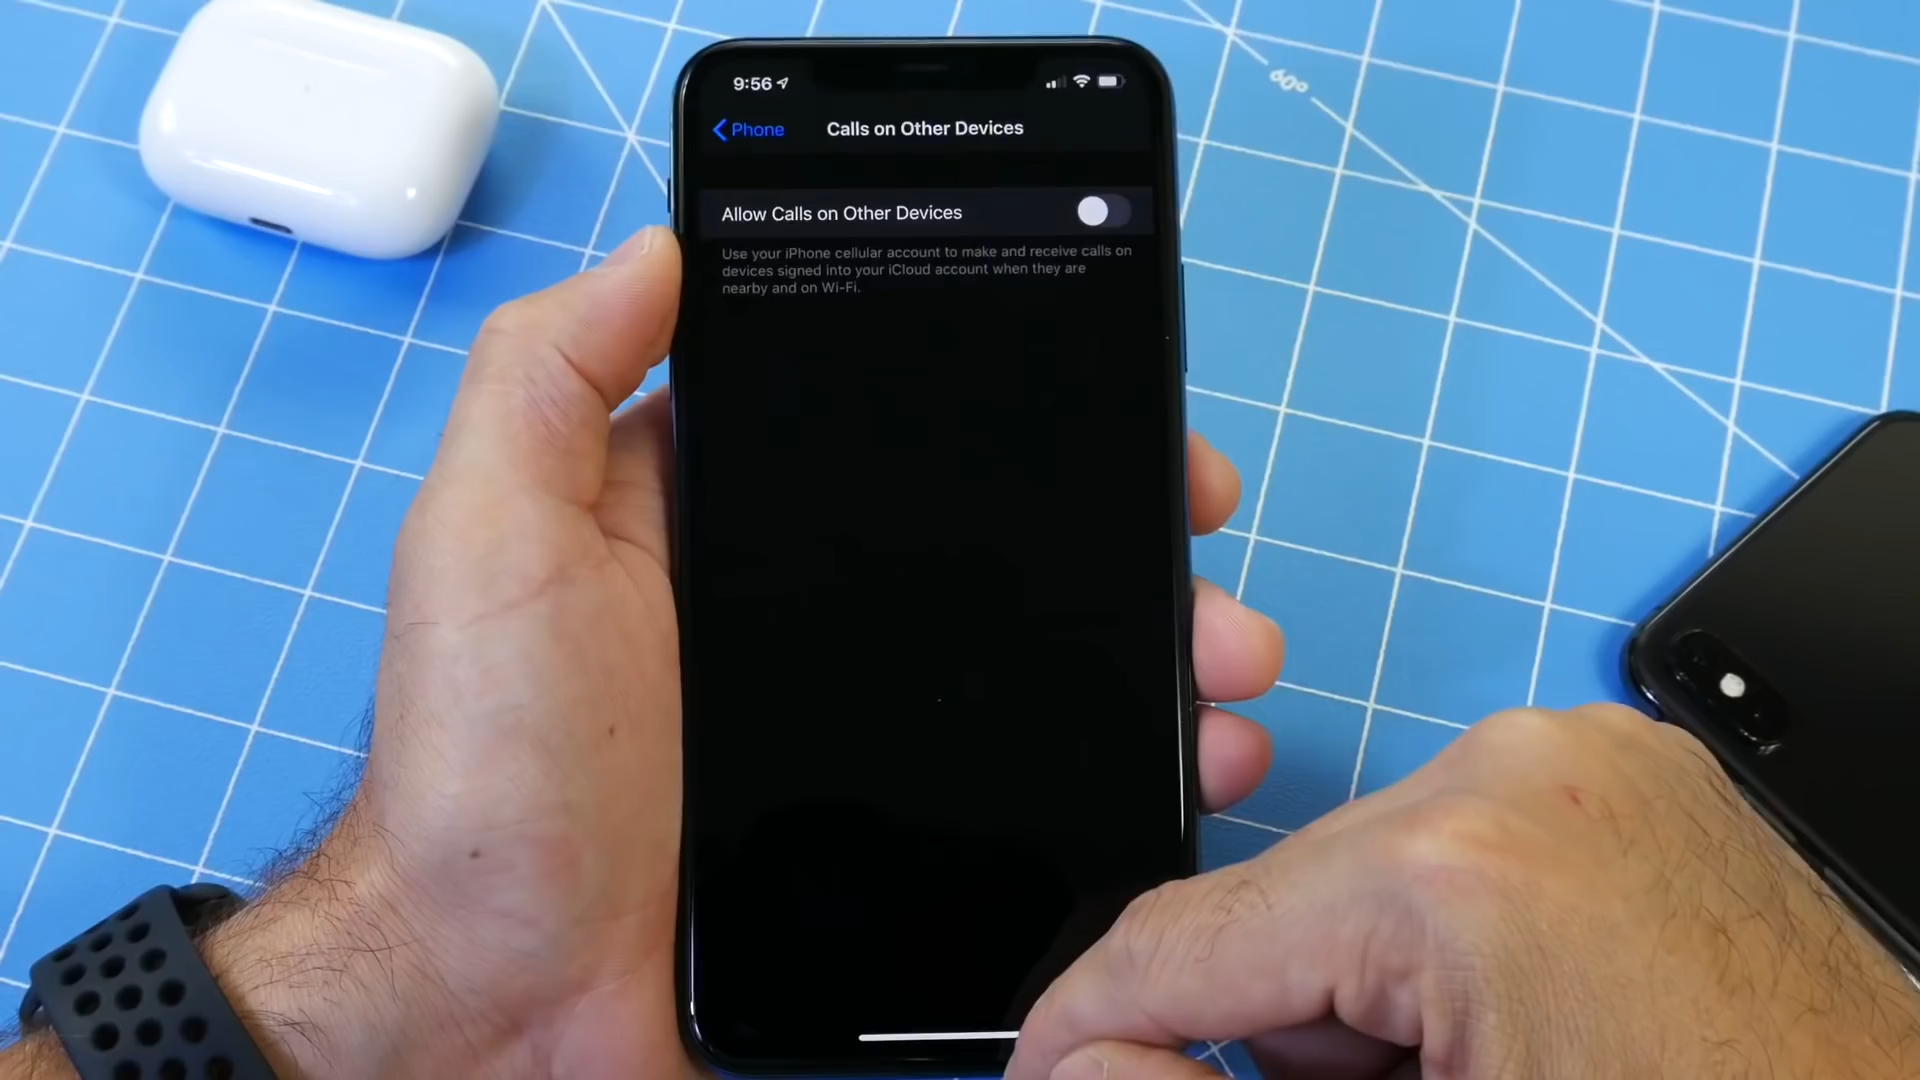 9:56
Phone
Calls on Other Devices
Allow Calls on Other Devices
Use your iPhone cellular account to make and receive calls on
devices signed into your iCloud account when they are
nearby and on Wi-Fi.
60°